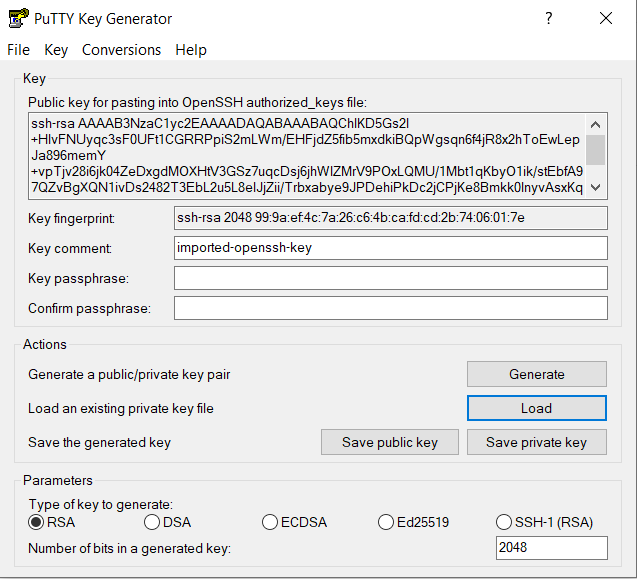 PuTTY Key Generator
File Key Conversions Help
Key
Public key for pasting into OpenSSH authorized_keys file:
ssh-rsa AAAAB3NzaC1yc2EAAAADAQABAAABAQChlKD5Gs2l
+HlvFNUyqc3sF0UFt1CGRRPpiS2mLWm/EHFjdZ5fib5mxdkiBQpWgsqn6f4jR8x2hToEwLep
Ja896memY
+vpTjv28i6jk04ZeDxgdMOXHtV3GSz7uqcDsj6jhWlZMrV9POxLQMU/1Mbt1qKbyO1ik/stEbfA9
7QZvBgXQN1ivDs2482T3EbL2u5L8elJjZii/Trbxabye9JPDehiPkDc2jCPjKe8Bmkk0lnyvAsxKq
Key fingerprint: ssh-rsa 2048 99:9a:ef:4c:7a:26:c6:4b:ca:fd:cd:2b:74:06:01:7e
Key comment: imported-openssh-key
Key passphrase:
Confirm passphrase:
Actions
Generate a public/private key pair Generate
Load an existing private key file Load
Save the generated key Save public key Save private key
Parameters
Type of key to generate:
RSA DSA ECDSA Ed25519 SSH-1 (RSA)
Number of bits in a generated key: 2048